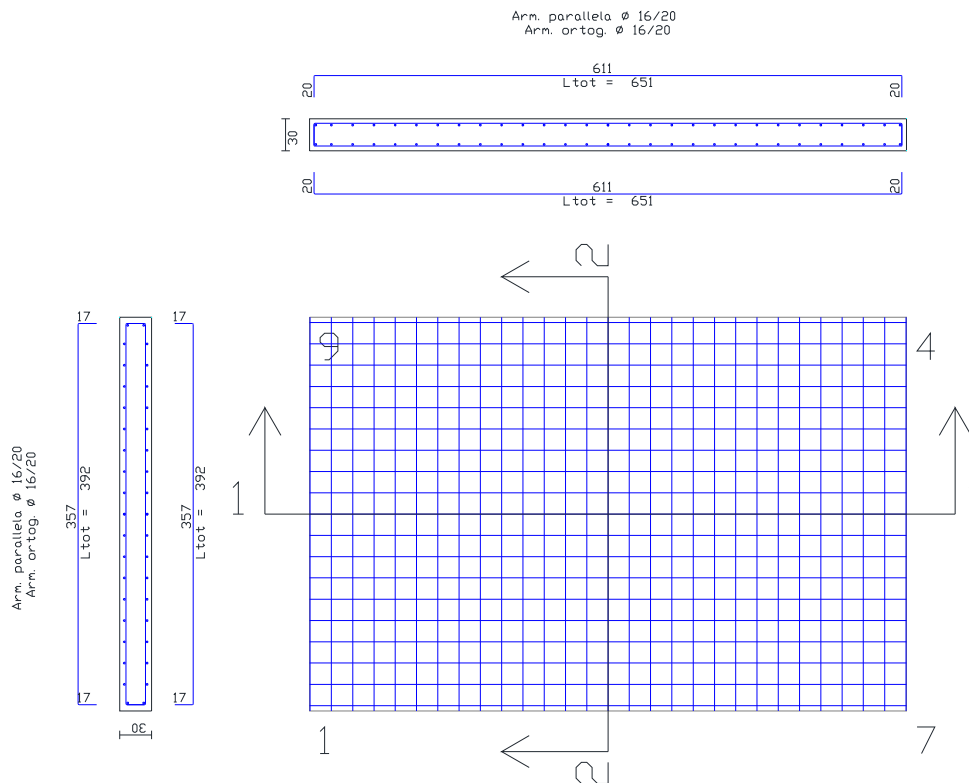 Arm. parallela Ø 16/20
Arm. ortog. Ø 16/20
611
Ltot = 651
20
20
30
20
20
611
Ltot = 651
2
17
17
9
4
Arm. parallela Ø 16/20
Arm. ortog. Ø 16/20
357
Ltot = 392
357
Ltot = 392
1
17
17
30
1
7
2